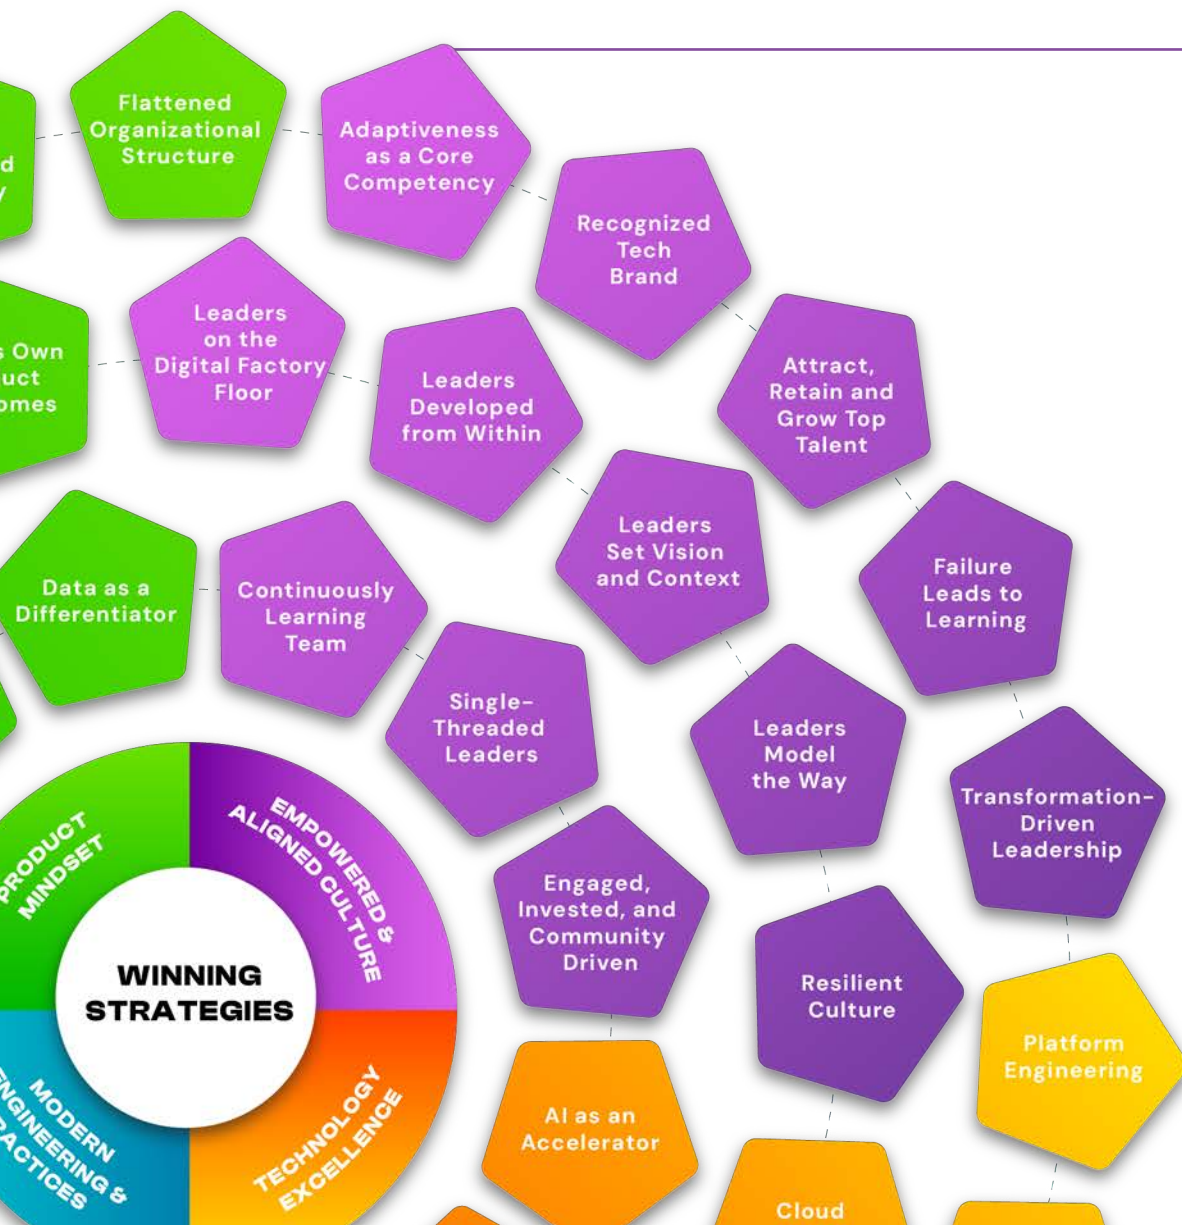 Flattened
Organizational
Structure
Adaptiveness
as a Core
Competency
Recognized
Tech
Brand
Attract,
Retain and
Grow Top
Talent
Failure
Leads to
Learning
Transformation-
Driven
Leadership
Platform
Engineering
Own
Leaders
on the
Digital Factory
Floor
Leaders
Developed
from Within
Leaders
Set Vision
and Context
Leaders
Model
the Way
Resilient
Culture
Cloud
Data as a
Differentiator
Continuously
Learning
Team
Single-
Threaded
Leaders
Engaged,
Invested, and
Community
Driven
AI as an
Accelerator
PRODUCT
MINDSET
EMPOWERED &
ALIGNED CULTURE
WINNING
STRATEGIES
MODERN
&
TECHNOLOGY
EXCELLENCE